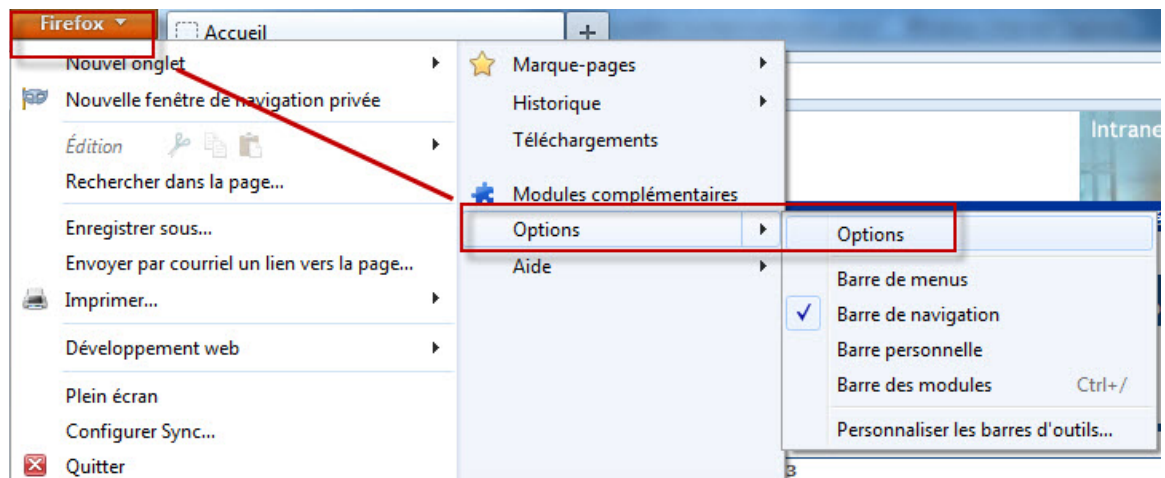 Firefox
Accueil
Nouvel onglet
Nouvelle fenêtre de navigation privée
Édition
Rechercher dans la page...
Enregistrer sous...
Envoyer par courriel un lien vers la page...
Imprimer...
Développement web
Plein écran
Configurer Sync...
Quitter
Marque-pages
Historique
Téléchargements
Modules complémentaires
Options
Aide
Options
Barre de menus
Barre de navigation
Barre personnelle
Barre des modules Ctrl+/
Personnaliser les barres d'outils...
Intrane
3